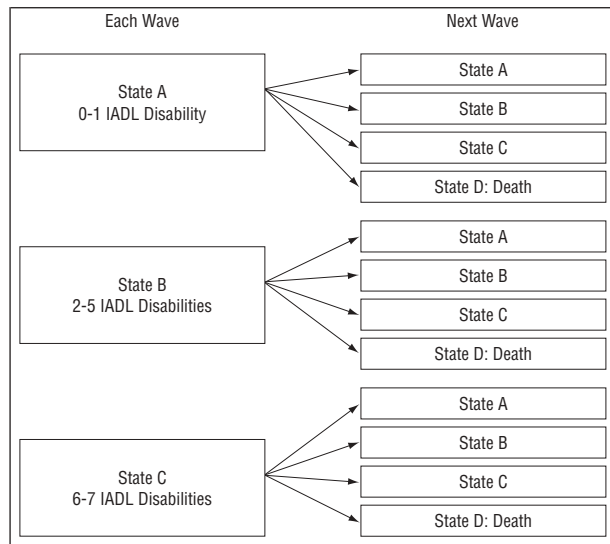 Each Wave
Next Wave
State A
0-1 IADL Disability
State A
State B
State C
State D: Death
State B
2-5 IADL Disabilities
State A
State B
State C
State D: Death
State C
6-7 IADL Disabilities
State A
State B
State C
State D: Death